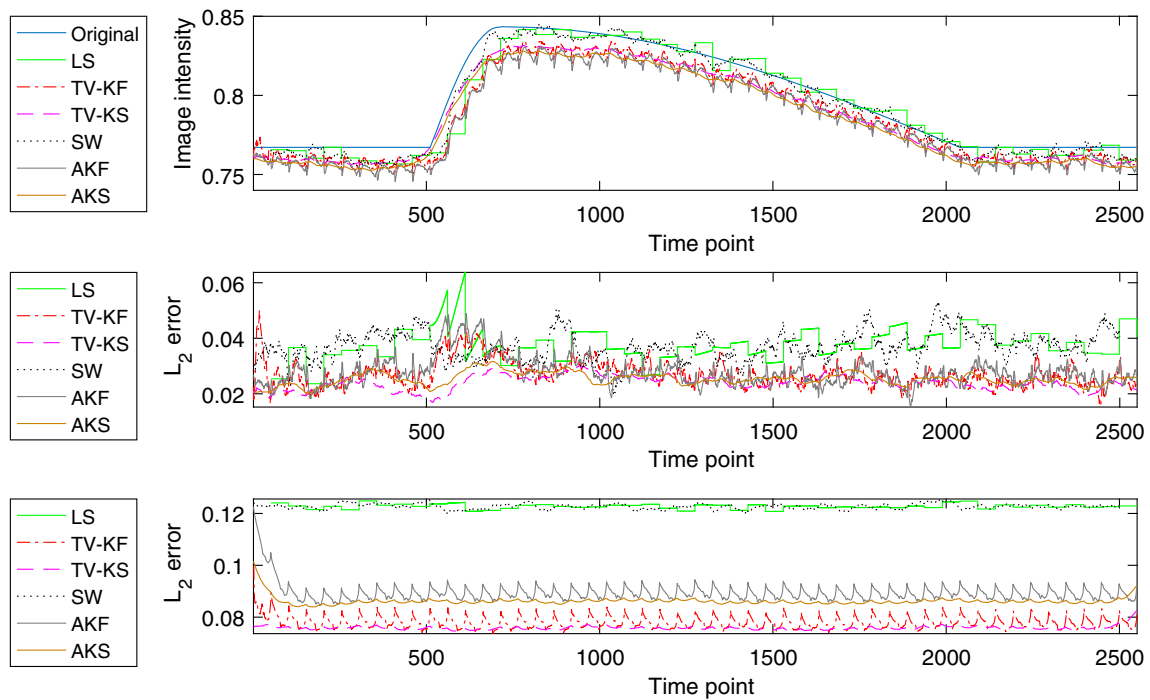 Original
LS
TV-KF
TV-KS
SW
AKF
AKS
Image intensity
0.85
0.8
0.75
500
1000
1500
2000
2500
Time point
LS
TV-KF
TV-KS
SW
AKF
AKS
L2 error
0.06
0.04
0.02
500
1000
1500
2000
2500
Time point
LS
TV-KF
TV-KS
SW
AKF
AKS
L2 error
0.12
0.1
0.08
500
1000
1500
2000
2500
Time point